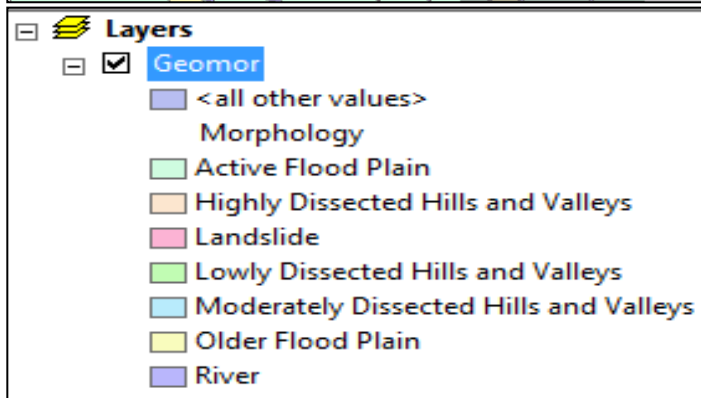 Layers
Geomor
<all other values>
Morphology
Active Flood Plain
Highly Dissected Hills and Valleys
Landslide
Lowly Dissected Hills and Valleys
Moderately Dissected Hills and Valleys
Older Flood Plain
River